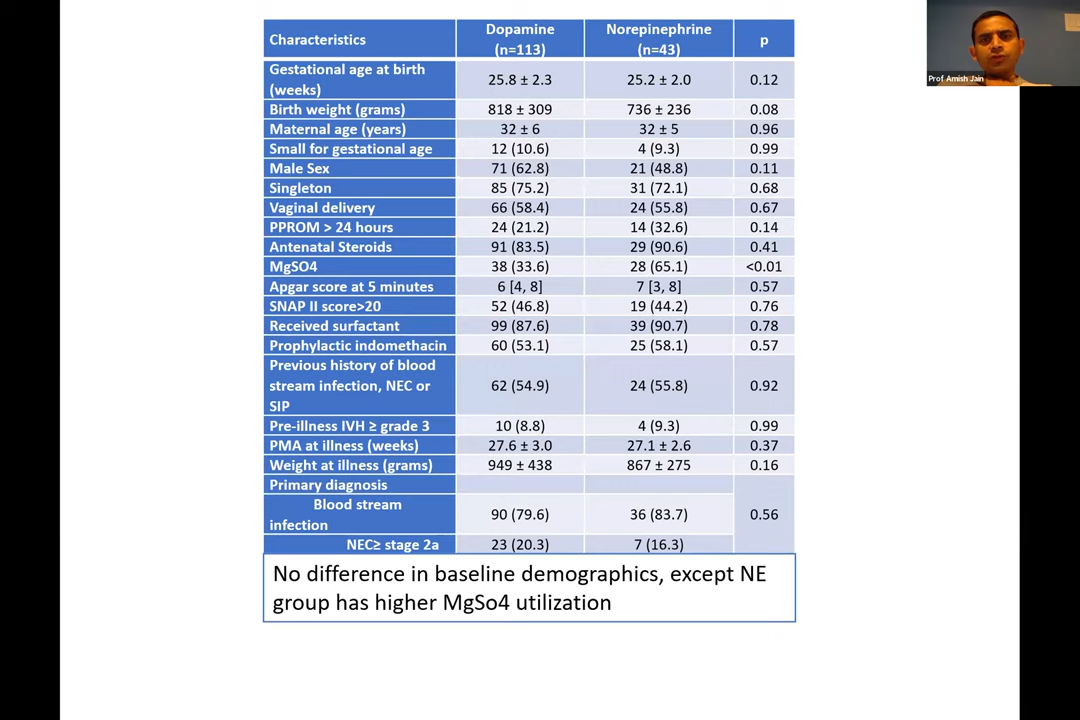 Characteristics Dopamine (n=113) Norepinephrine (n=43) p
Gestational age at birth (weeks) 25.8 ± 2.3 25.2 ± 2.0 0.12
Birth weight (grams) 818 ± 309 736 ± 236 0.08
Maternal age (years) 32 ± 6 32 ± 5 0.96
Small for gestational age 12 (10.6) 4 (9.3) 0.99
Male Sex 71 (62.8) 21 (48.8) 0.11
Singleton 85 (75.2) 31 (72.1) 0.68
Vaginal delivery 66 (58.4) 24 (55.8) 0.67
PPROM > 24 hours 24 (21.2) 14 (32.6) 0.14
Antenatal Steroids 91 (83.5) 29 (90.6) 0.41
MgSO4 38 (33.6) 28 (65.1) <0.01
Apgar score at 5 minutes 6 [4, 8] 7 [3, 8] 0.57
SNAP II score>20 52 (46.8) 19 (44.2) 0.76
Received surfactant 99 (87.6) 39 (90.7) 0.78
Prophylactic indomethacin 60 (53.1) 25 (58.1) 0.57
Previous history of blood stream infection, NEC or SIP 62 (54.9) 24 (55.8) 0.92
Pre-illness IVH ≥ grade 3 10 (8.8) 4 (9.3) 0.99
PMA at illness (weeks) 27.6 ± 3.0 27.1 ± 2.6 0.37
Weight at illness (grams) 949 ± 438 867 ± 275 0.16
Primary diagnosis
Blood stream infection 90 (79.6) 36 (83.7) 0.56
NEC≥ stage 2a 23 (20.3) 7 (16.3)
No difference in baseline demographics, except NE
group has higher MgSo4 utilization
Prof. Amish Jain